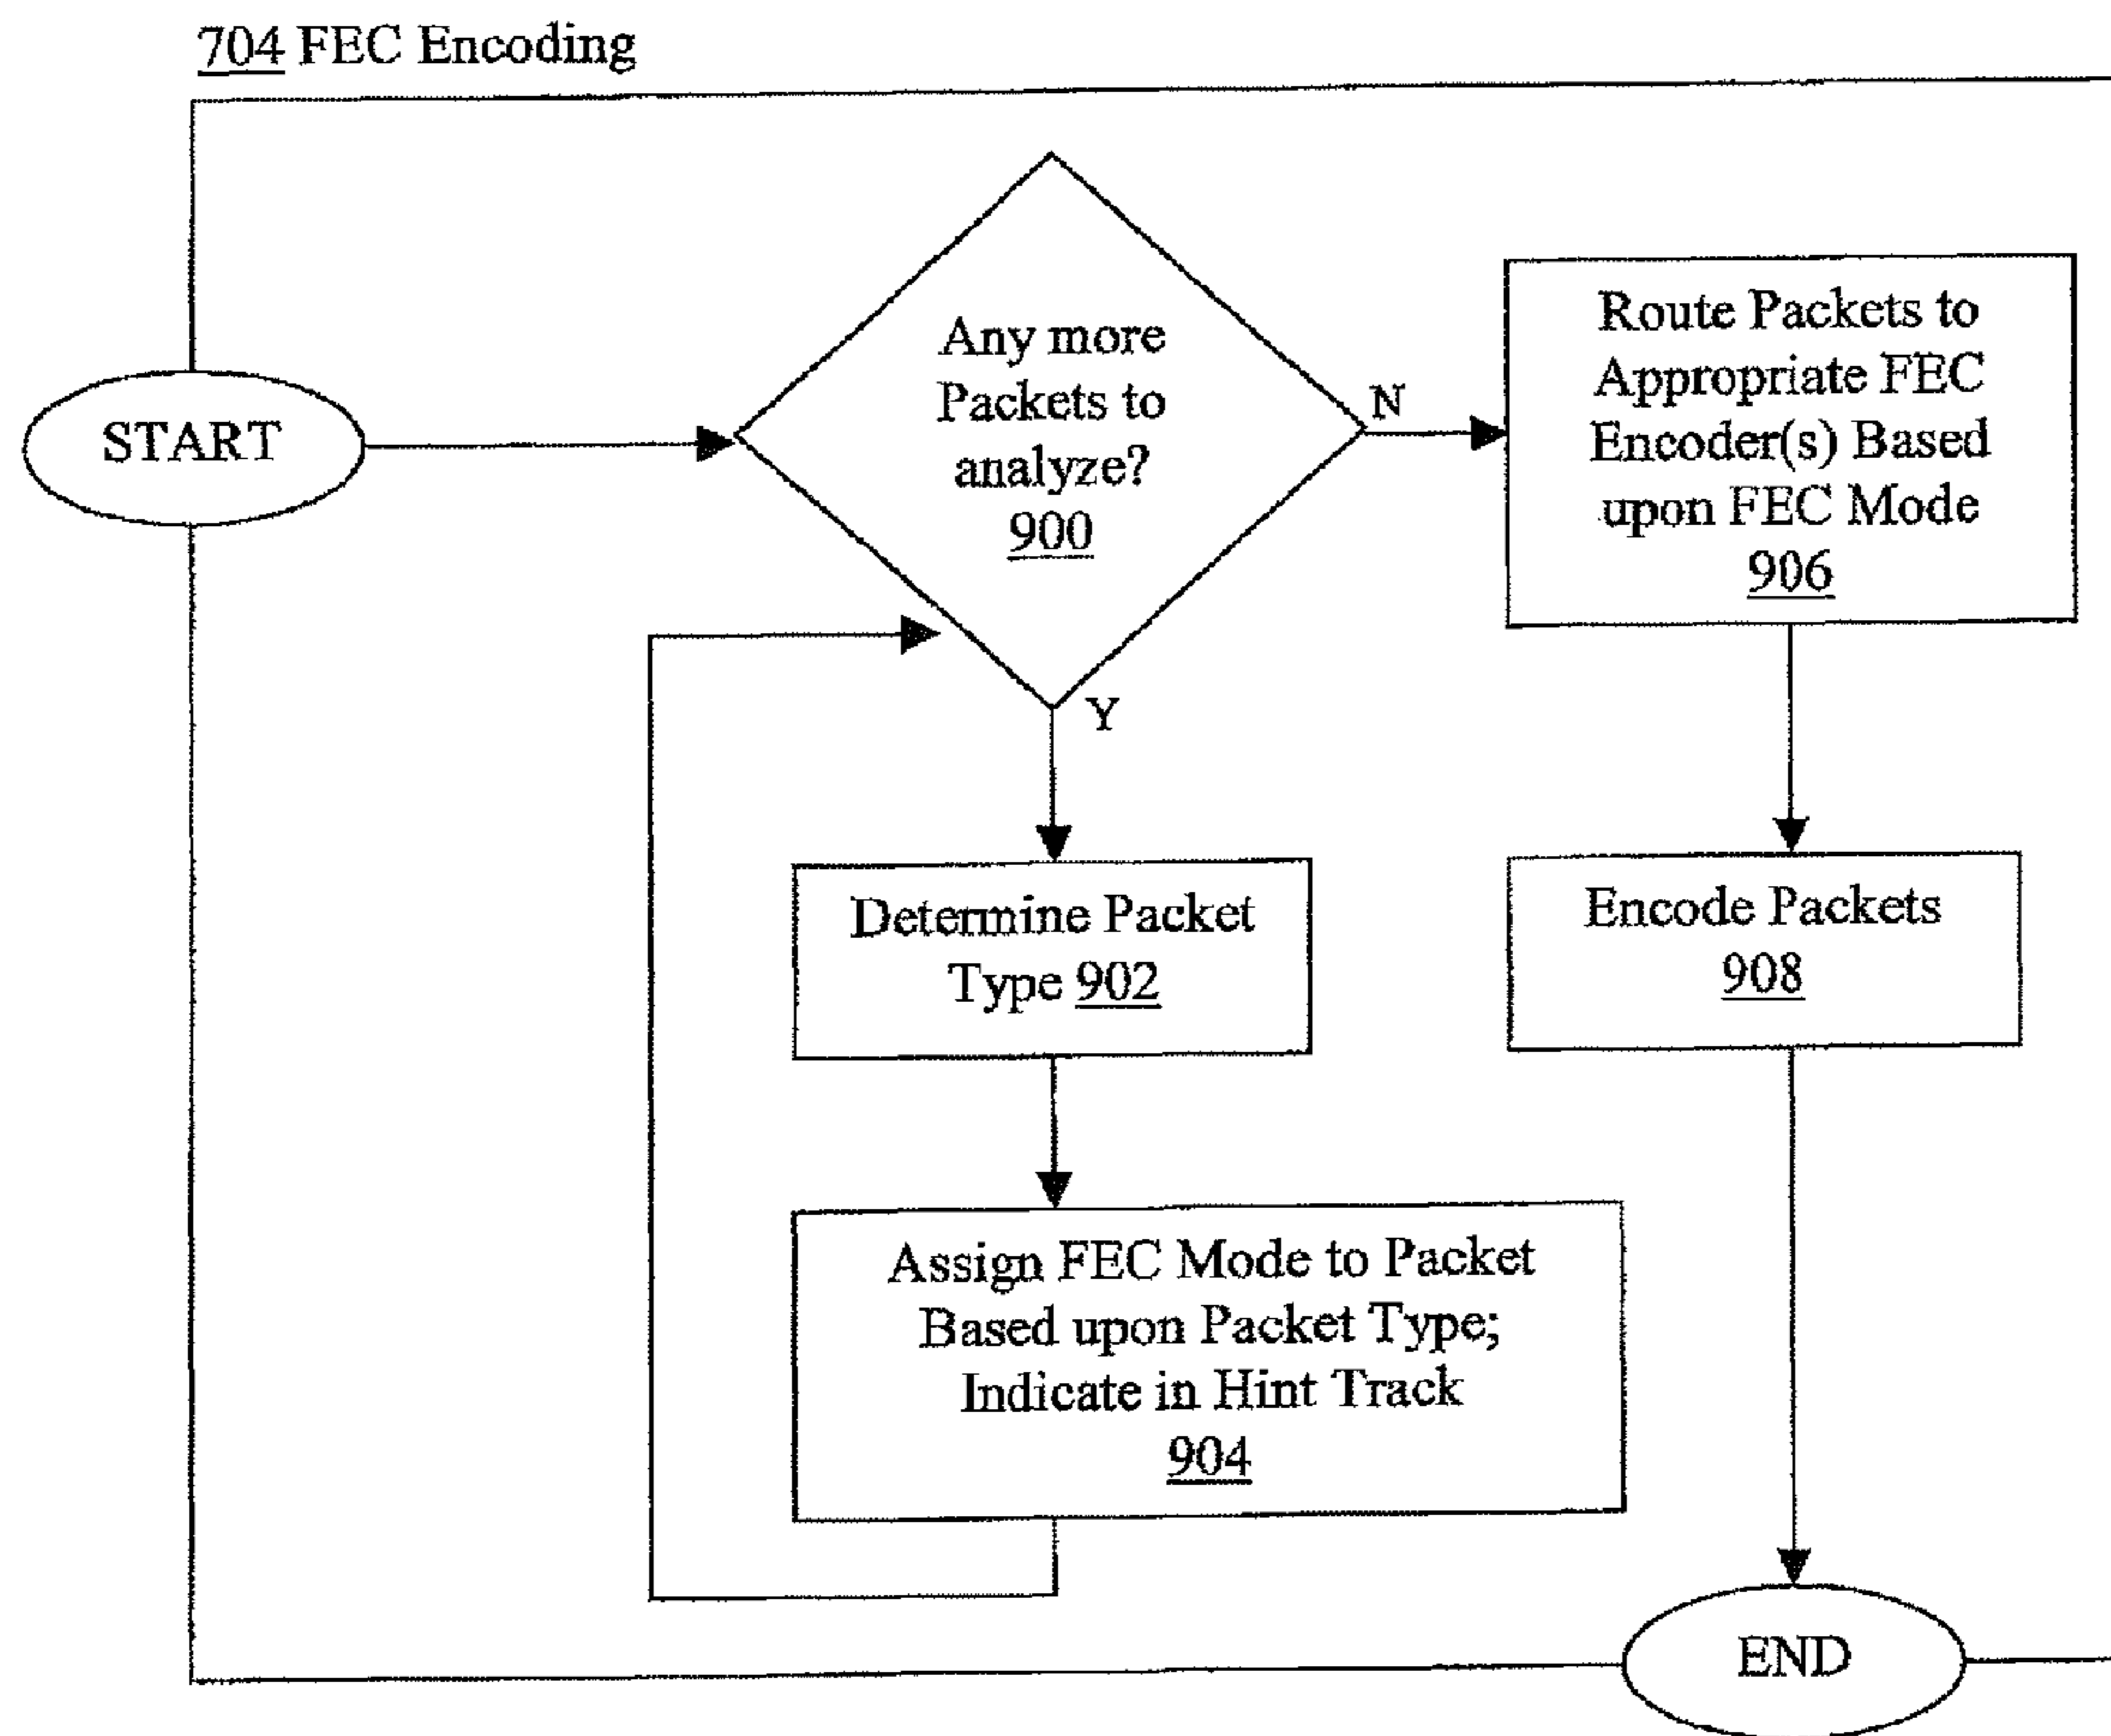 704 FEC Encoding
START
Any more
Packets to
analyze?
900
N
Y
Route Packets to
Appropriate FEC
Encoder(s) Based
upon FEC Mode
906
Determine Packet
Type 902
Encode Packets
908
Assign FEC Mode to Packet
Based upon Packet Type;
Indicate in Hint Track
904
END